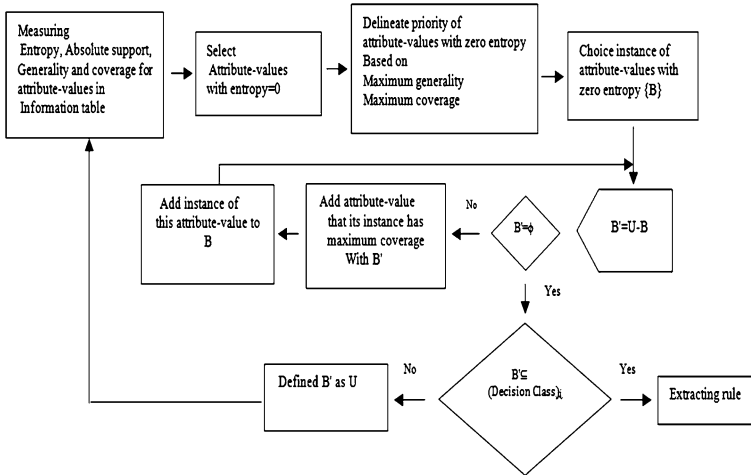 Measuring
Entropy, Absolute support,
Generality and coverage for
attribute-values in
Information table
Select
Attribute-values
with entropy=0
Delineate priority of
attribute-values with zero entropy
Based on
Maximum generality
Maximum coverage
Choice instance of
attribute-values with
zero entropy {B}
Add instance of
this attribute-value to
B
Add attribute-value
that its instance has
maximum coverage
With B'
No
B'=ϕ
B'=U-B
Yes
Defined B' as U
No
B'⊆
(Decision Class)i
Yes
Extracting rule